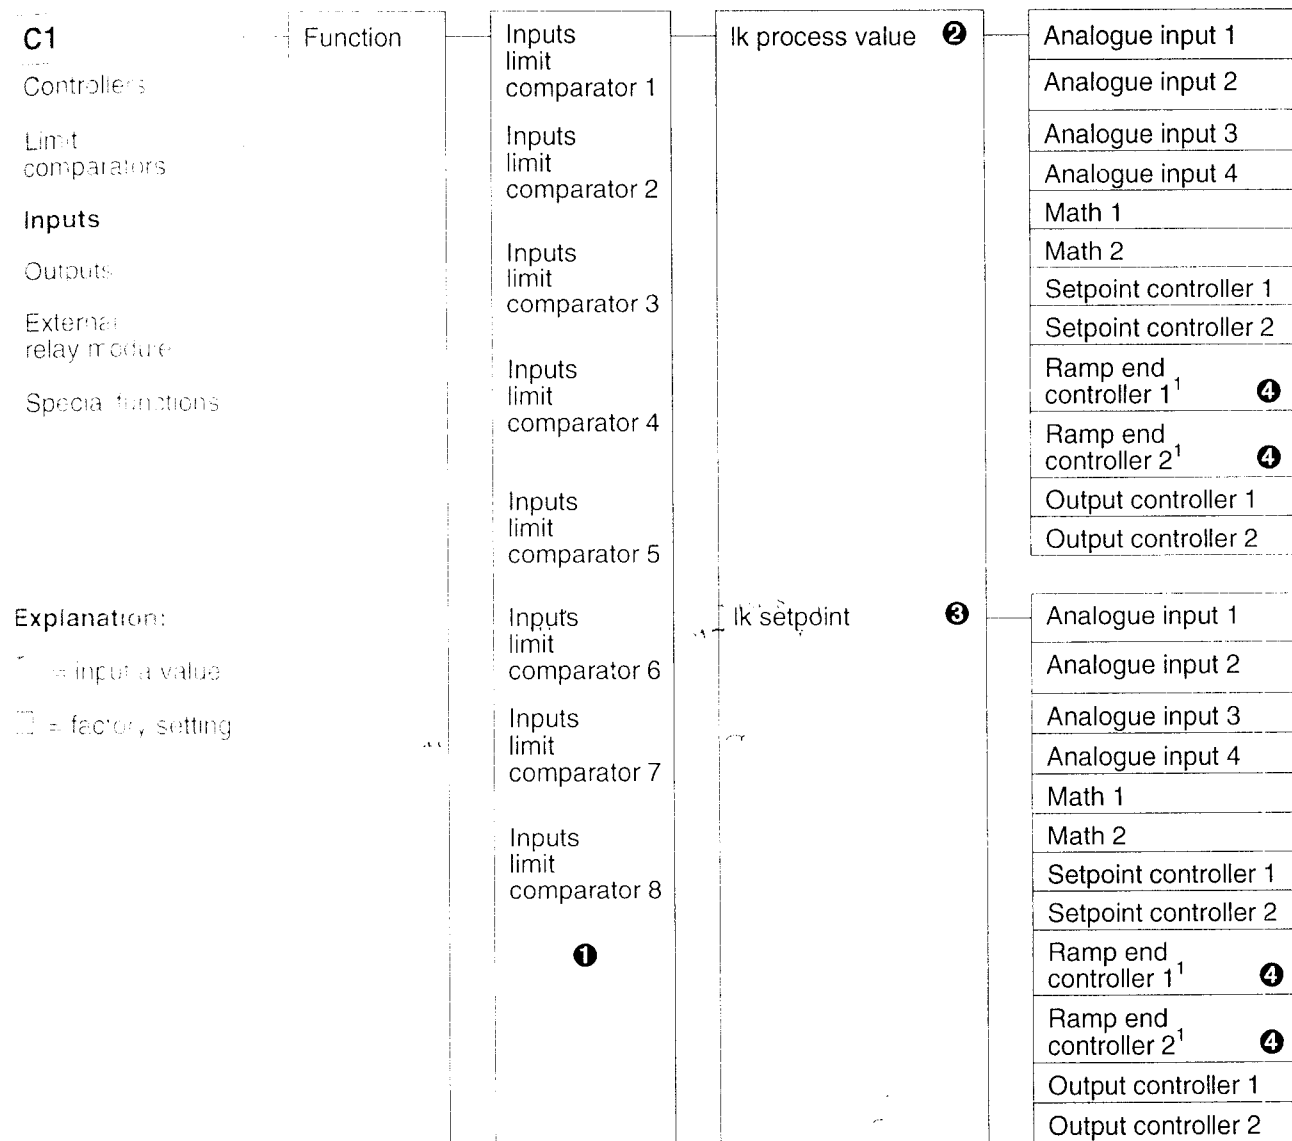 C1
Controllers
Limit
comparators
Inputs
Outputs
External
relay module
Special functions
Explanation:
= input a value
= factory setting
Function
Inputs
limit
comparator 1
Inputs
limit
comparator 2
Inputs
limit
comparator 3
Inputs
limit
comparator 4
Inputs
limit
comparator 5
Inputs
limit
comparator 6
Inputs
limit
comparator 7
Inputs
limit
comparator 8
❶
lk process value ❷
lk setpoint ❸
Analogue input 1
Analogue input 2
Analogue input 3
Analogue input 4
Math 1
Math 2
Setpoint controller 1
Setpoint controller 2
Ramp end
controller 1¹ ❹
Ramp end
controller 2¹ ❹
Output controller 1
Output controller 2
Analogue input 1
Analogue input 2
Analogue input 3
Analogue input 4
Math 1
Math 2
Setpoint controller 1
Setpoint controller 2
Ramp end
controller 1¹ ❹
Ramp end
controller 2¹ ❹
Output controller 1
Output controller 2